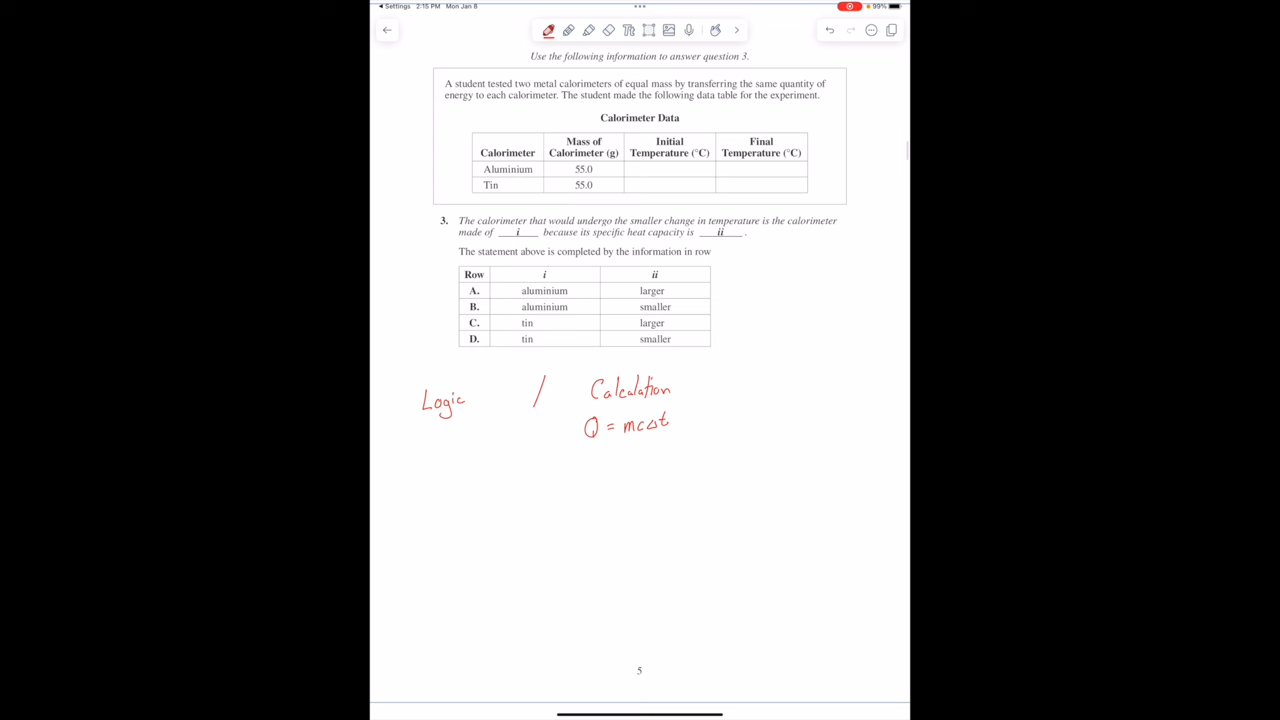 Settings 2:15 PM Mon Jan 8
99%
Use the following information to answer question 3.
A student tested two metal calorimeters of equal mass by transferring the same quantity of
energy to each calorimeter. The student made the following data table for the experiment.
Calorimeter Data
Calorimeter Mass of Calorimeter (g) Initial Temperature (°C) Final Temperature (°C)
Aluminium 55.0
Tin 55.0
3. The calorimeter that would undergo the smaller change in temperature is the calorimeter
made of ___i___ because its specific heat capacity is ___ii___ .
The statement above is completed by the information in row
Row i ii
A. aluminium larger
B. aluminium smaller
C. tin larger
D. tin smaller
Logic / Calculation
Q = mcΔt
5